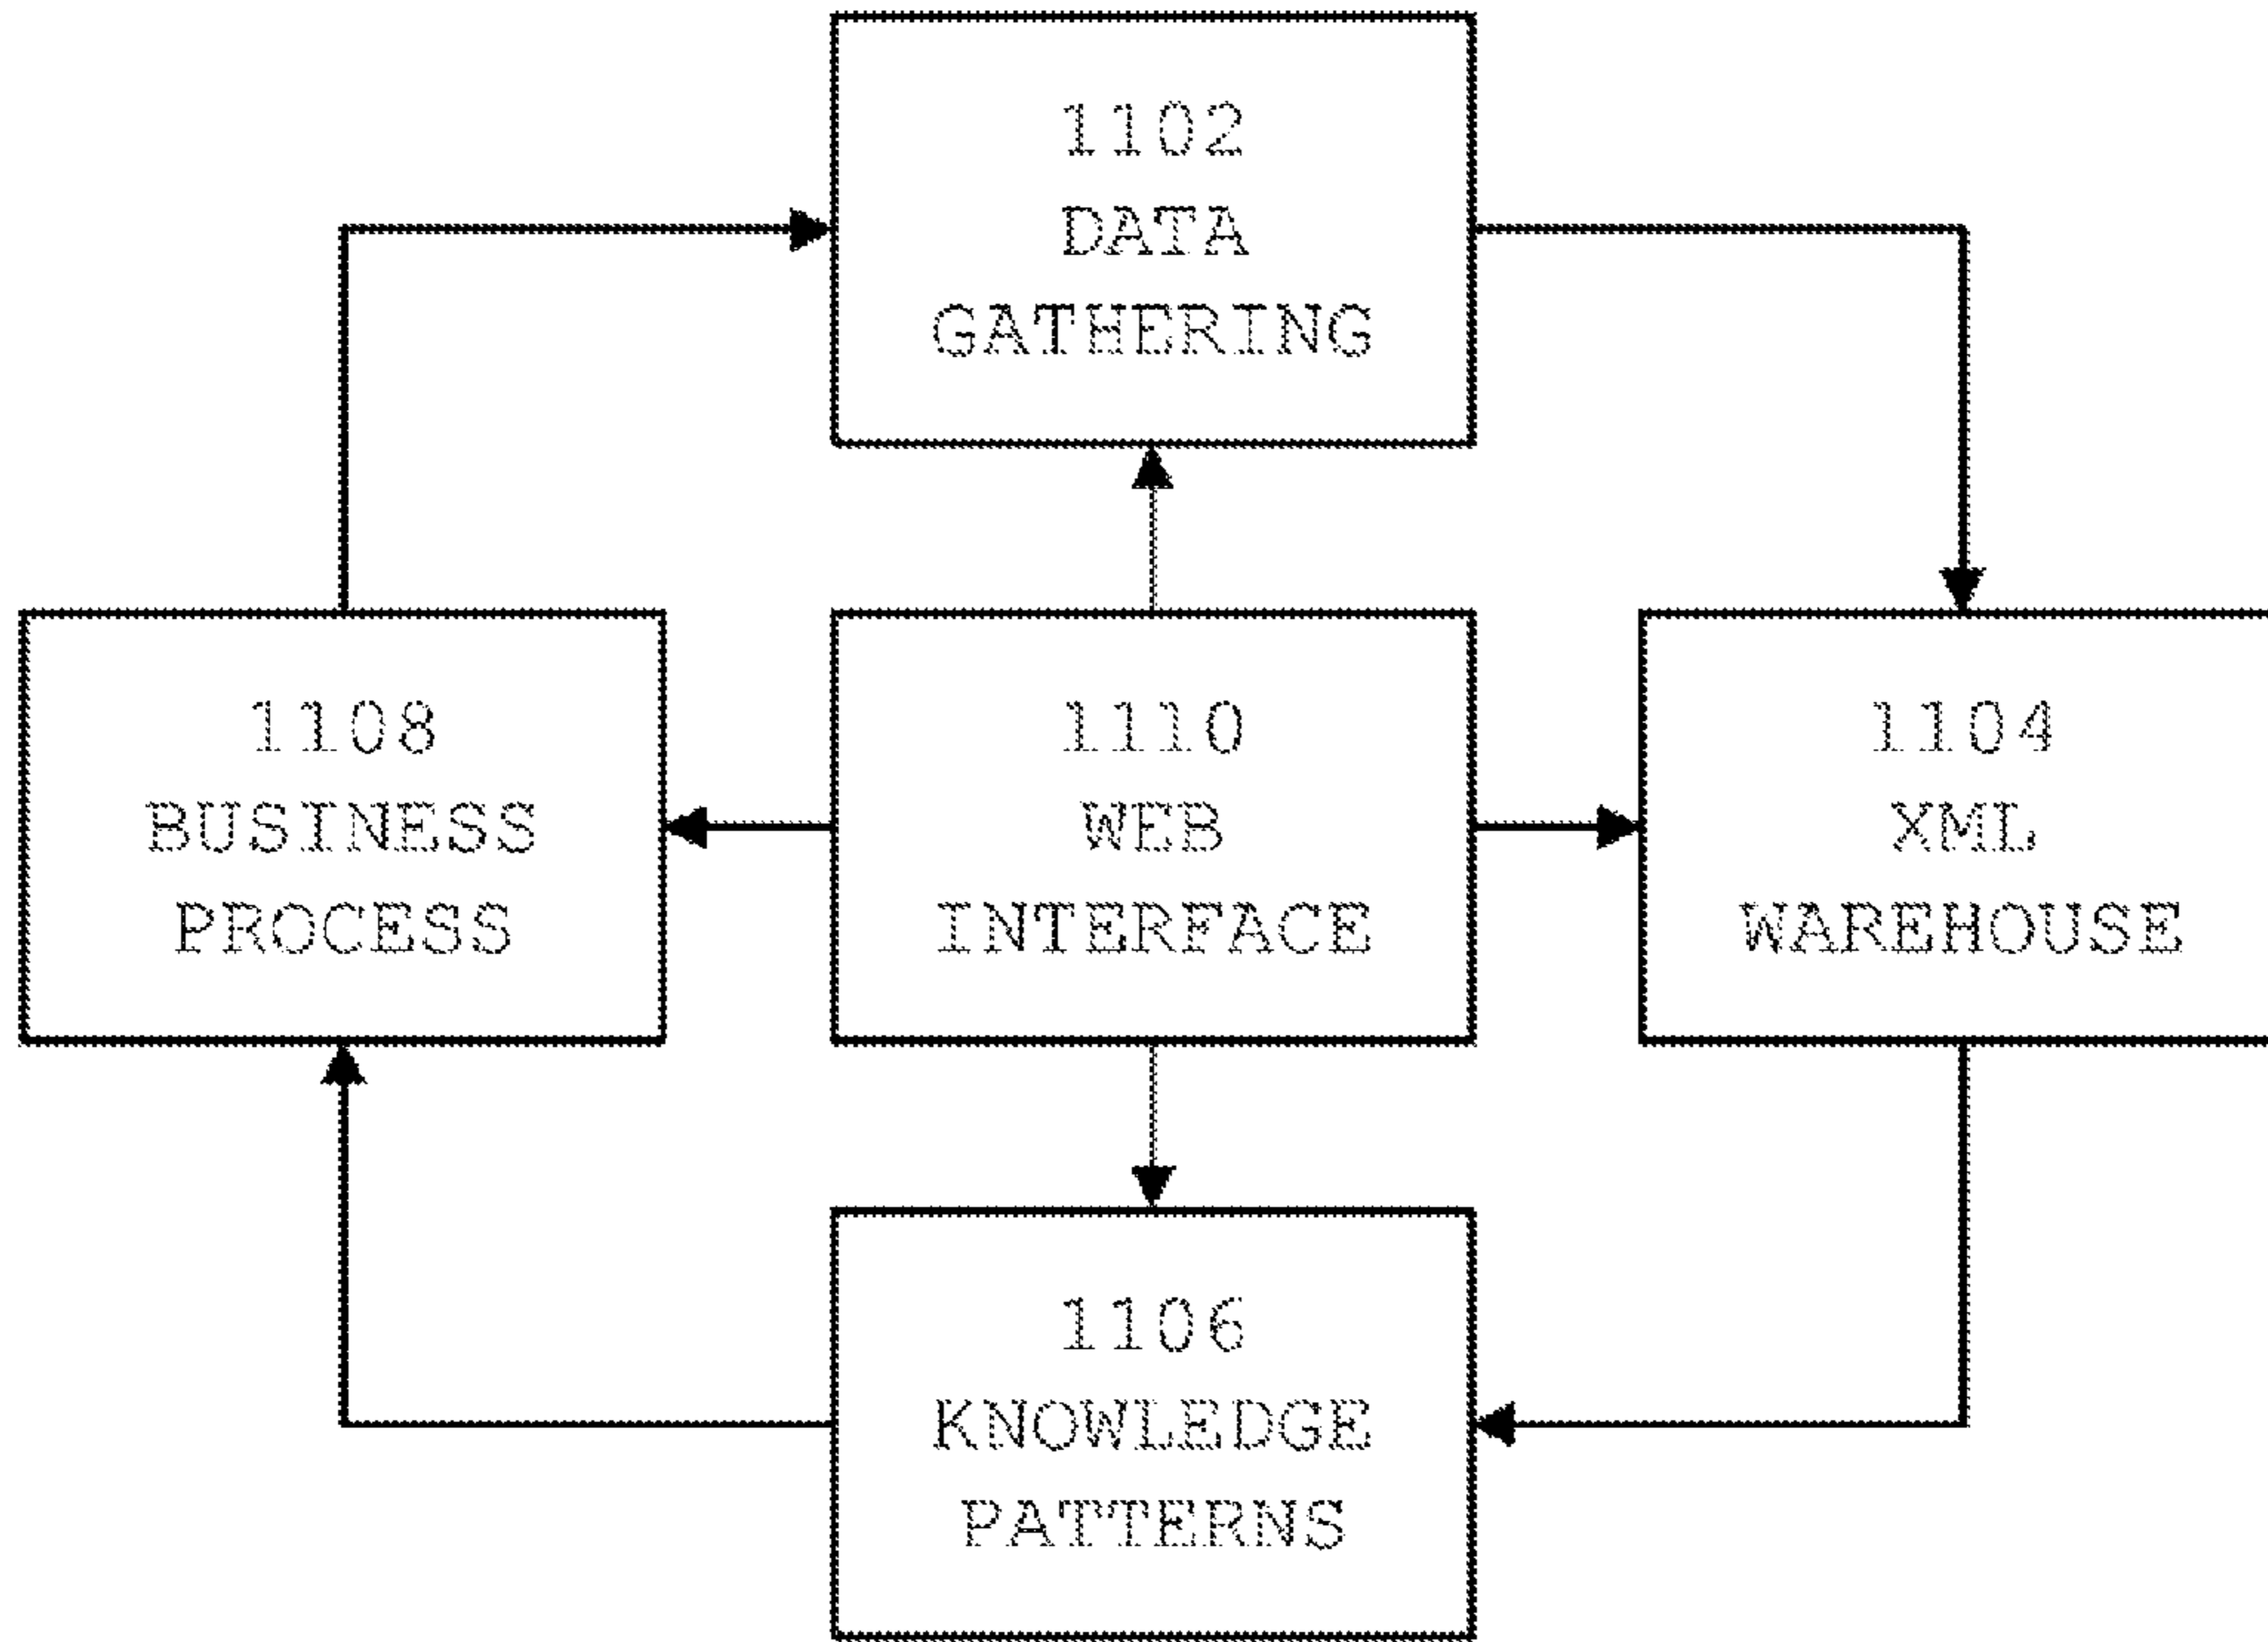 1102
DATA
GATHERING
1108
BUSINESS
PROCESS
1110
WEB
INTERFACE
1104
XML
WAREHOUSE
1106
KNOWLEDGE
PATTERNS